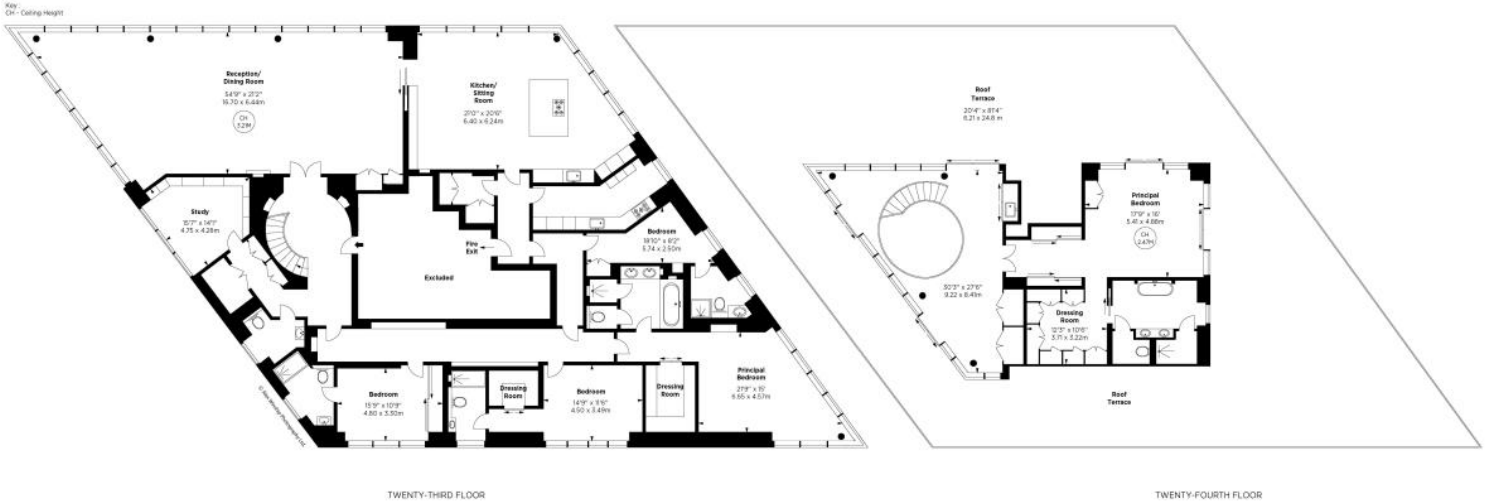 Key:
CH - Ceiling Height
Reception/
Dining Room
54'9" x 21'2"
16.70 x 6.44m
CH
3.21M
Kitchen/
Sitting
Room
21'0" x 20'6"
6.40 x 6.24m
Study
15'7" x 14'1"
4.75 x 4.28m
Fire
Exit
Excluded
Bedroom
18'10" x 8'2"
5.74 x 2.50m
Bedroom
15'9" x 10'9"
4.80 x 3.30m
Dressing
Room
Bedroom
14'9" x 11'6"
4.50 x 3.49m
Dressing
Room
Principal
Bedroom
21'9" x 15'
6.65 x 4.57m
© Alex Winship Photography Ltd.
TWENTY-THIRD FLOOR
Roof
Terrace
20'4" x 81'4"
6.21 x 24.8 m
Principal
Bedroom
17'9" x 16'
5.41 x 4.88m
CH
2.47M
30'3" x 27'6"
9.22 x 8.41m
Dressing
Room
12'3" x 10'6"
3.71 x 3.22m
Roof
Terrace
TWENTY-FOURTH FLOOR